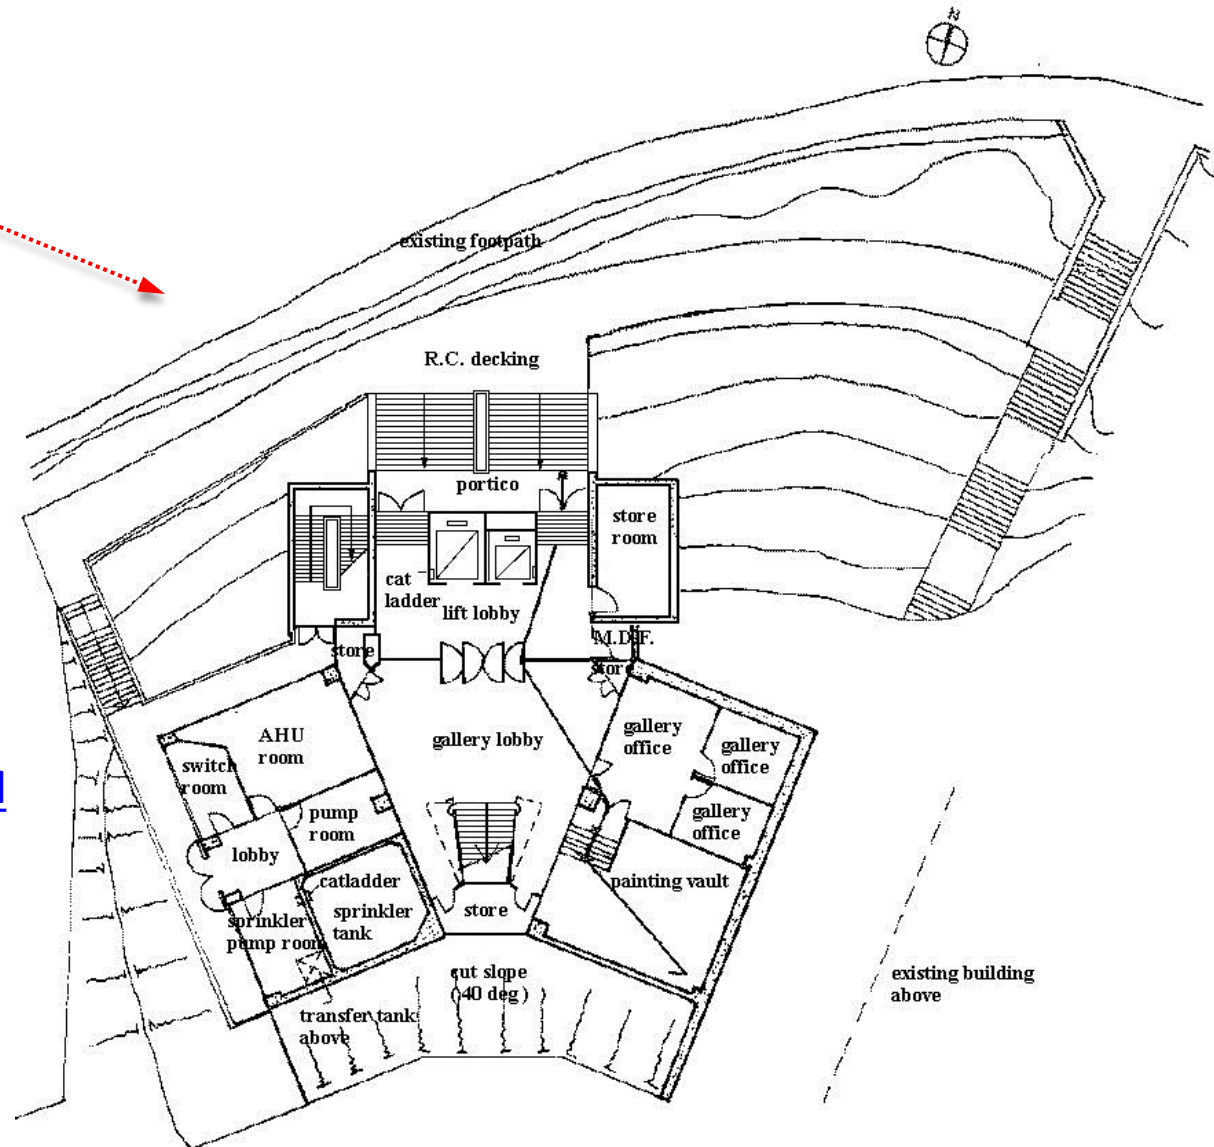 N
existing footpath
R.C. decking
portico
store
room
cat
ladder
lift lobby
M.D.F.
store
store
gallery
office
AHU
room
gallery lobby
gallery
office
switch
room
pump
room
gallery
office
lobby
catladder
painting vault
sprinkler
tank
store
sprinkler
pump room
cut slope
( 40 deg )
existing building
above
transfer tank
above